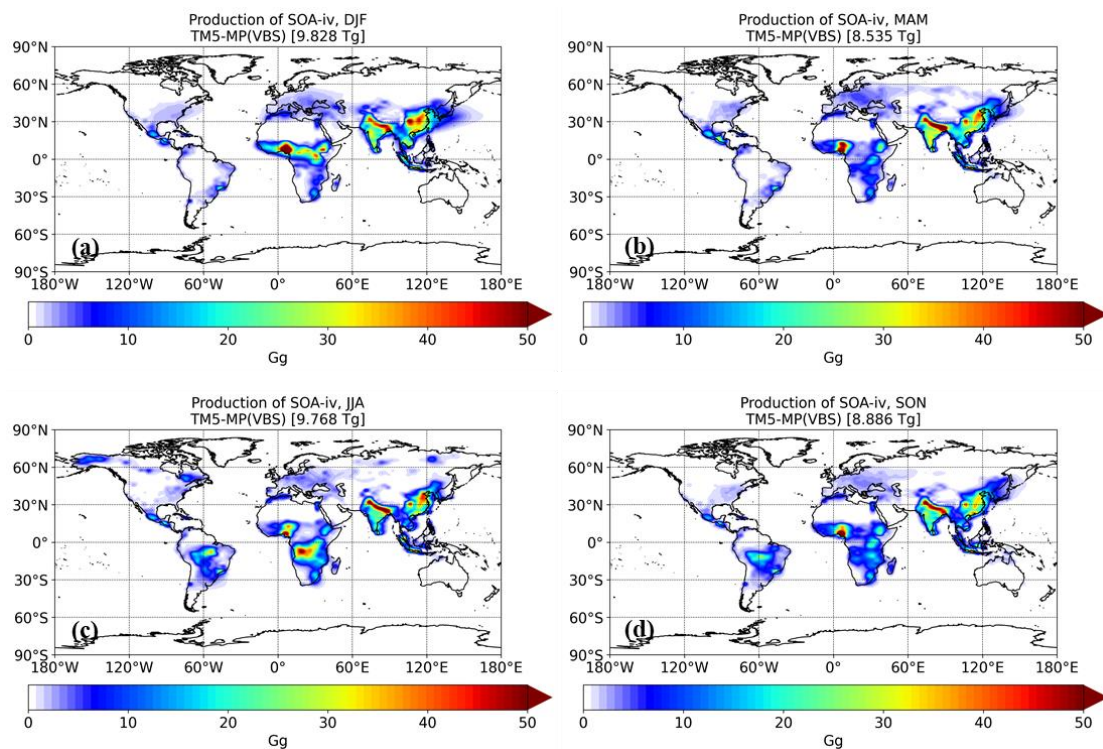 Production of SOA-iv, DJF
TM5-MP(VBS) [9.828 Tg]
90°N
60°N
30°N
0°
30°S
60°S
90°S
(a)
180°W 120°W 60°W 0° 60°E 120°E 180°E
0 10 20 30 40 50
Gg
Production of SOA-iv, MAM
TM5-MP(VBS) [8.535 Tg]
90°N
60°N
30°N
0°
30°S
60°S
90°S
(b)
180°W 120°W 60°W 0° 60°E 120°E 180°E
0 10 20 30 40 50
Gg
Production of SOA-iv, JJA
TM5-MP(VBS) [9.768 Tg]
90°N
60°N
30°N
0°
30°S
60°S
90°S
(c)
180°W 120°W 60°W 0° 60°E 120°E 180°E
0 10 20 30 40 50
Gg
Production of SOA-iv, SON
TM5-MP(VBS) [8.886 Tg]
90°N
60°N
30°N
0°
30°S
60°S
90°S
(d)
180°W 120°W 60°W 0° 60°E 120°E 180°E
0 10 20 30 40 50
Gg